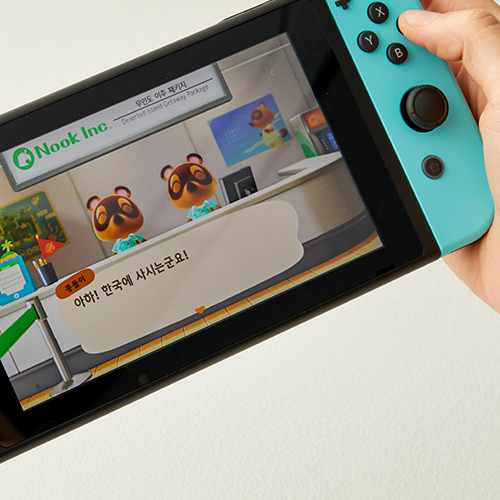 Nook Inc.
무인도 이주 패키지
Deserted Island Getaway Package
콩돌이
아하! 한국에 사시는군요!
X
Y
B